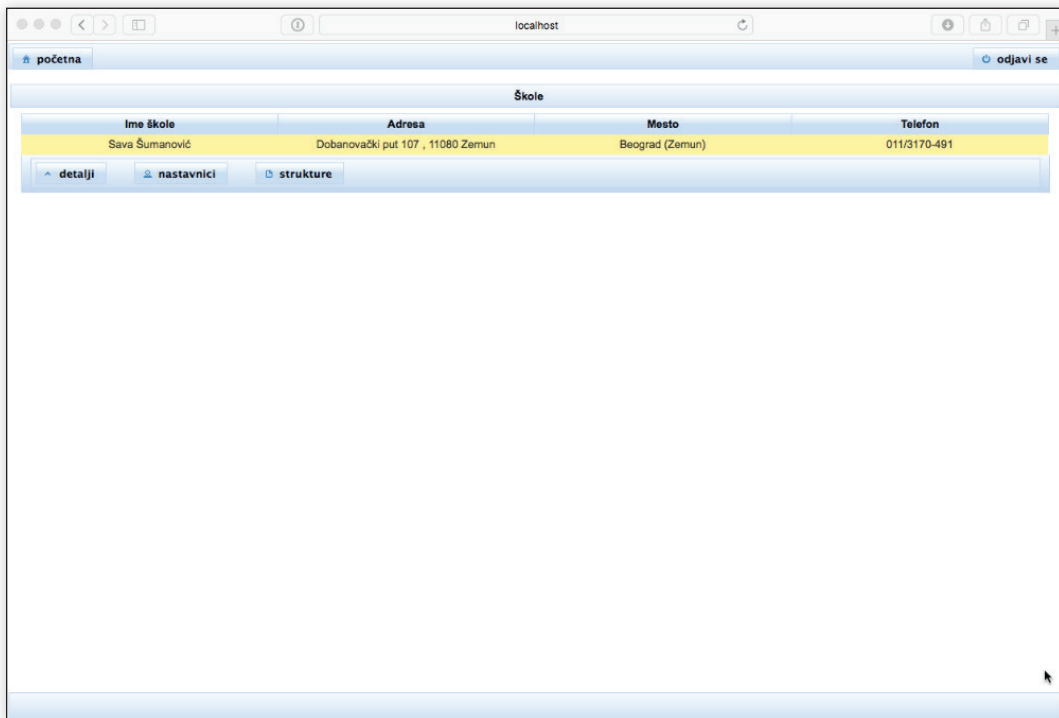 localhost
početna odjavi se
Škole
Ime škole Adresa Mesto Telefon
Sava Šumanović Dobanovački put 107 , 11080 Zemun Beograd (Zemun) 011/3170-491
detalji nastavnici strukture